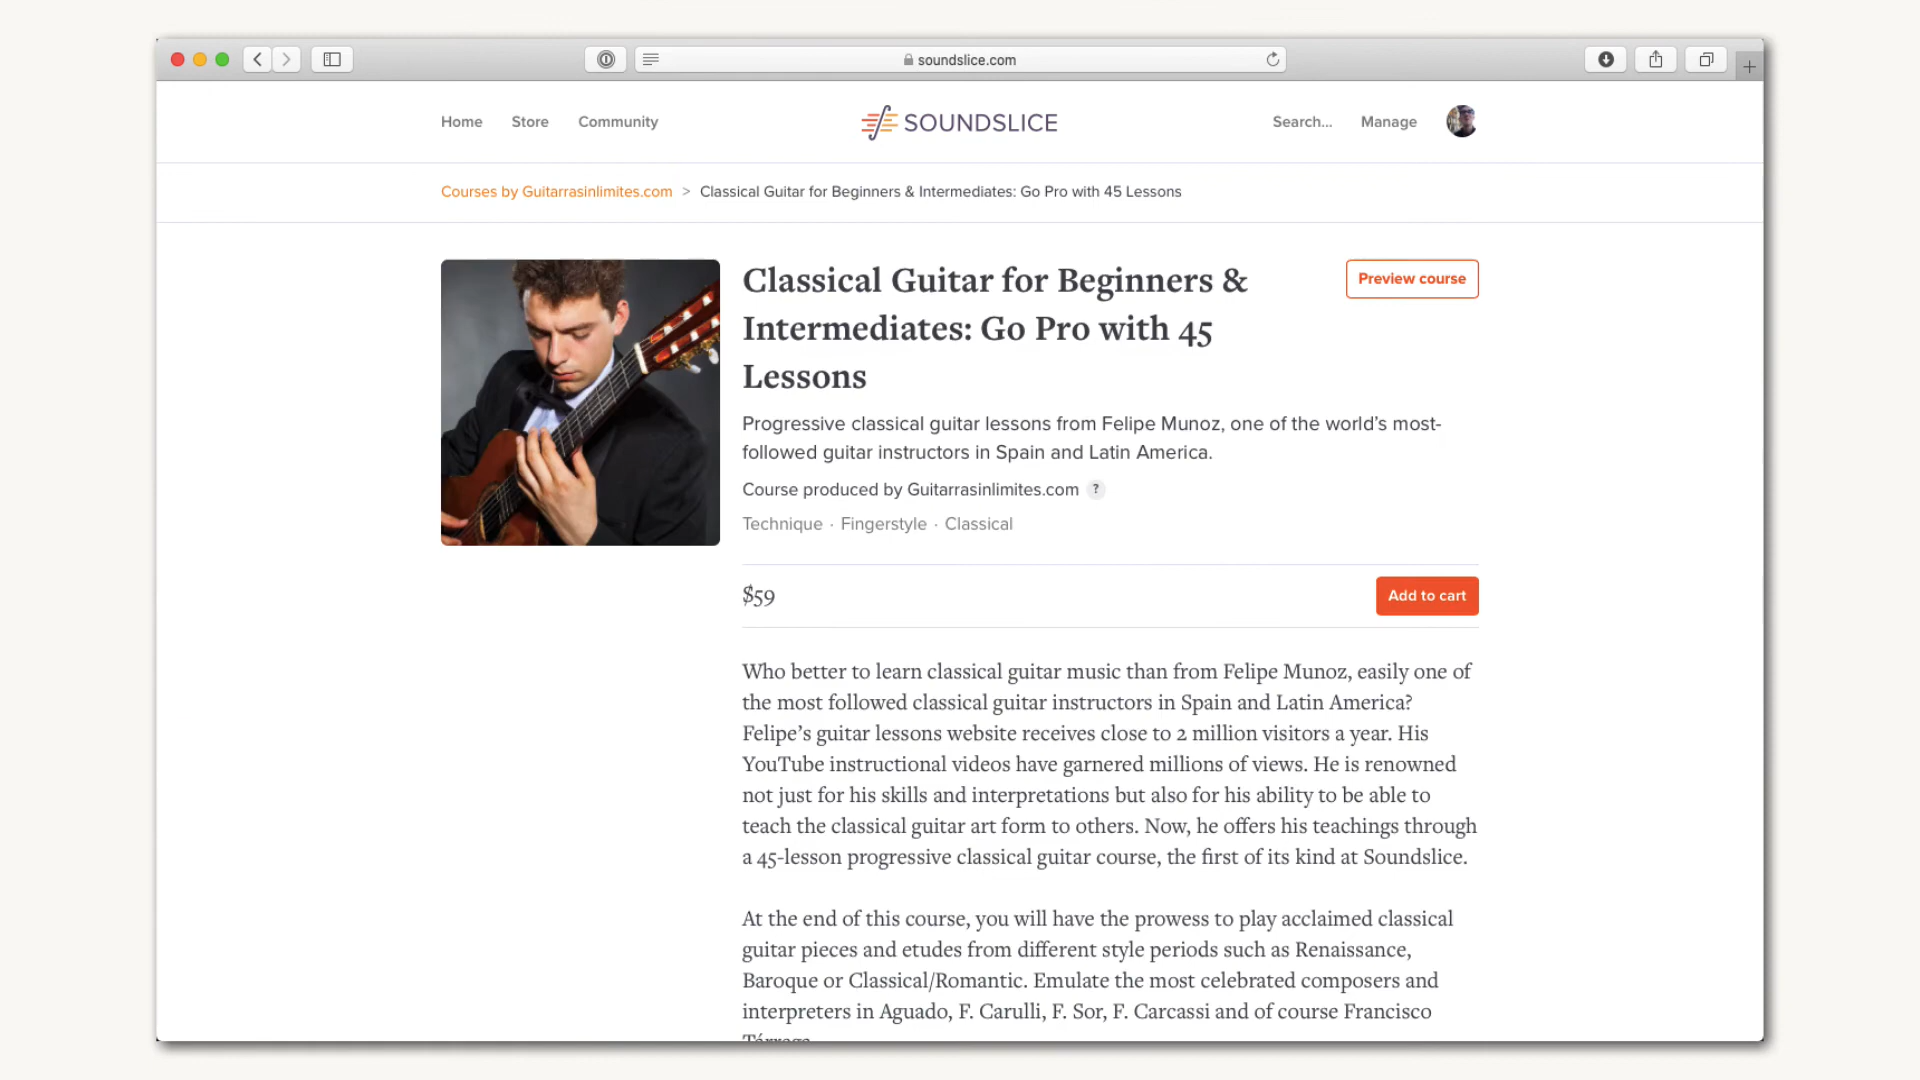 soundslice.com
Home Store Community SOUNDSLICE Search... Manage
Courses by Guitarrasinlimites.com > Classical Guitar for Beginners & Intermediates: Go Pro with 45 Lessons
Classical Guitar for Beginners &
Intermediates: Go Pro with 45
Lessons
Preview course
Progressive classical guitar lessons from Felipe Munoz, one of the world’s most-
followed guitar instructors in Spain and Latin America.
Course produced by Guitarrasinlimites.com ?
Technique · Fingerstyle · Classical
$59
Add to cart
Who better to learn classical guitar music than from Felipe Munoz, easily one of
the most followed classical guitar instructors in Spain and Latin America?
Felipe’s guitar lessons website receives close to 2 million visitors a year. His
YouTube instructional videos have garnered millions of views. He is renowned
not just for his skills and interpretations but also for his ability to be able to
teach the classical guitar art form to others. Now, he offers his teachings through
a 45-lesson progressive classical guitar course, the first of its kind at Soundslice.
At the end of this course, you will have the prowess to play acclaimed classical
guitar pieces and etudes from different style periods such as Renaissance,
Baroque or Classical/Romantic. Emulate the most celebrated composers and
interpreters in Aguado, F. Carulli, F. Sor, F. Carcassi and of course Francisco